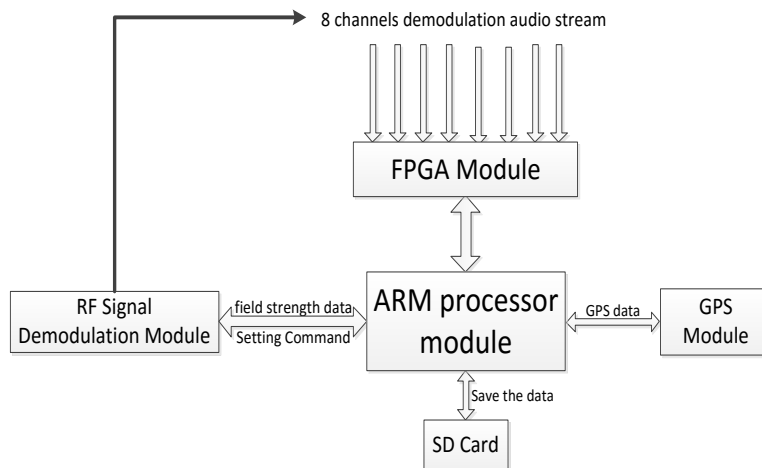 8 channels demodulation audio stream
FPGA Module
RF Signal
Demodulation Module
field strength data
Setting Command
ARM processor
module
GPS data
GPS
Module
Save the data
SD Card